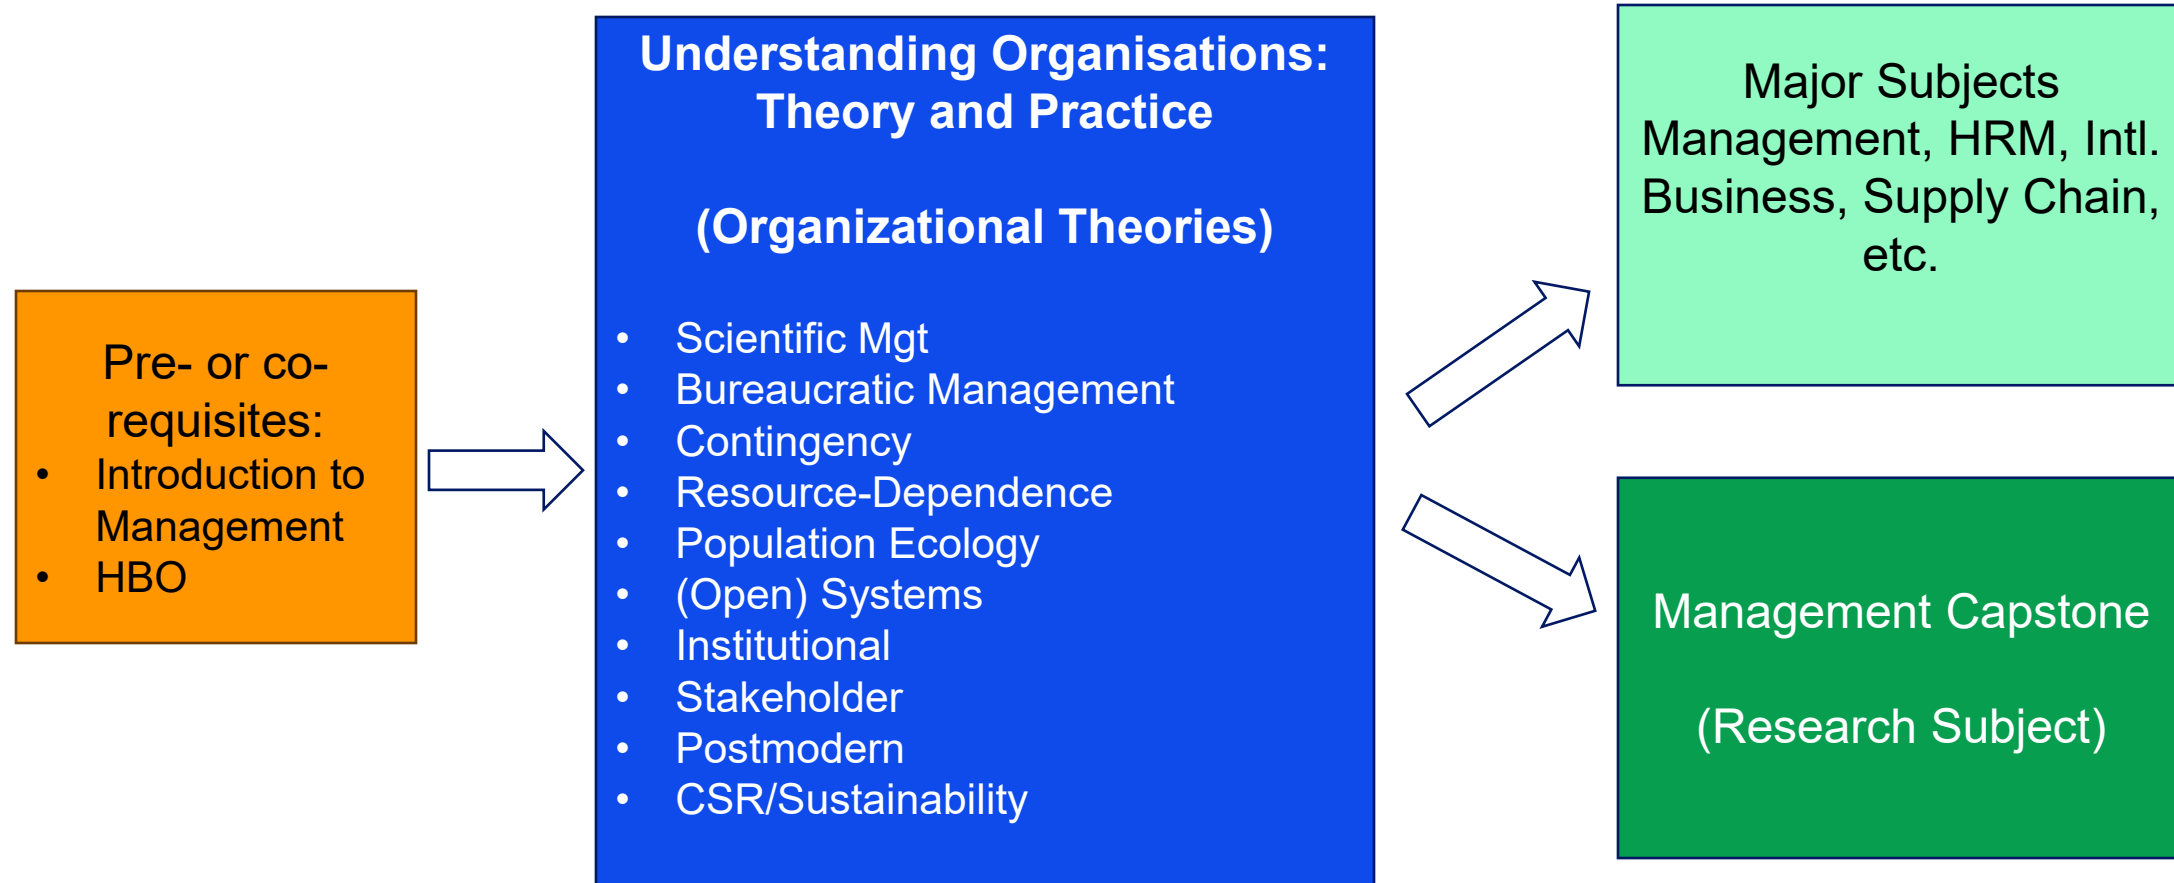 Pre- or co-
requisites:
• Introduction to
Management
• HBO
Understanding Organisations:
Theory and Practice
(Organizational Theories)
• Scientific Mgt
• Bureaucratic Management
• Contingency
• Resource-Dependence
• Population Ecology
• (Open) Systems
• Institutional
• Stakeholder
• Postmodern
• CSR/Sustainability
Major Subjects
Management, HRM, Intl.
Business, Supply Chain,
etc.
Management Capstone
(Research Subject)